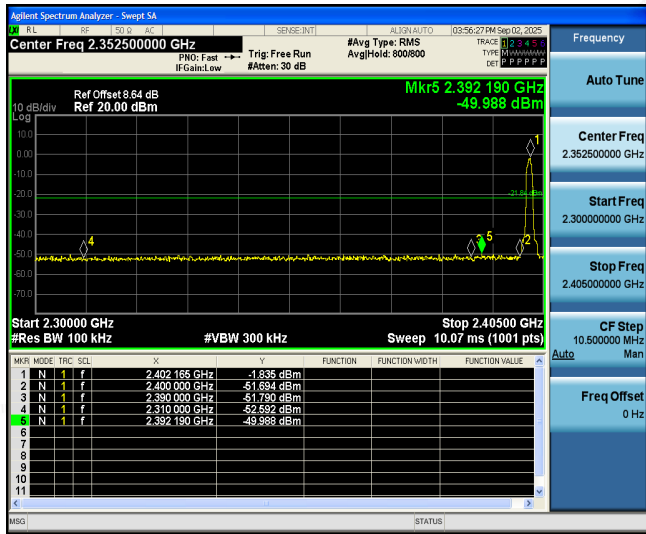 Agilent Spectrum Analyzer - Swept SA
RL RF 50 Ω AC SENSE:INT ALIGN AUTO 03:56:27 PM Sep 02, 2025
Center Freq 2.352500000 GHz
PNO: Fast
IFGain:Low
Trig: Free Run
#Atten: 30 dB
#Avg Type: RMS
Avg|Hold: 800/800
TRACE 1 2 3 4 5 6
TYPE MWWWWW
DET P P P P P P
Ref Offset 8.64 dB
Ref 20.00 dBm
10 dB/div
Log
Mkr5 2.392 190 GHz
-49.988 dBm
10.0
0.00
-10.0
-20.0
-30.0
-40.0
-50.0
-60.0
-70.0
1
-21.84 dBm
4
3 5
2
Start 2.30000 GHz
Stop 2.40500 GHz
#Res BW 100 kHz
#VBW 300 kHz
Sweep 10.07 ms (1001 pts)
MKR MODE TRC SCL X Y FUNCTION FUNCTION WIDTH FUNCTION VALUE
1 N 1 f 2.402 165 GHz -1.835 dBm
2 N 1 f 2.400 000 GHz -51.694 dBm
3 N 1 f 2.390 000 GHz -51.790 dBm
4 N 1 f 2.310 000 GHz -52.592 dBm
5 N 1 f 2.392 190 GHz -49.988 dBm
6
7
8
9
10
11
MSG
STATUS
Frequency
Auto Tune
Center Freq
2.352500000 GHz
Start Freq
2.300000000 GHz
Stop Freq
2.405000000 GHz
CF Step
10.500000 MHz
Auto Man
Freq Offset
0 Hz